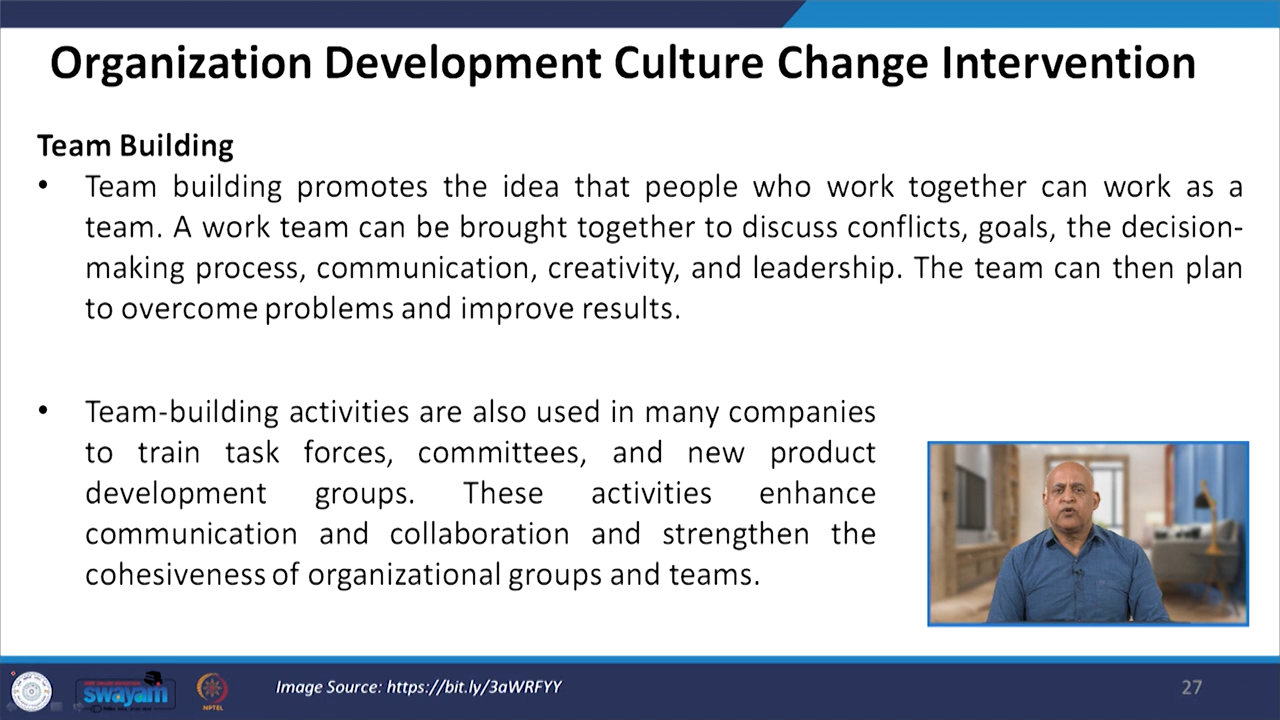 Organization Development Culture Change Intervention
Team Building
• Team building promotes the idea that people who work together can work as a
team. A work team can be brought together to discuss conflicts, goals, the decision-
making process, communication, creativity, and leadership. The team can then plan
to overcome problems and improve results.
• Team-building activities are also used in many companies
to train task forces, committees, and new product
development groups. These activities enhance
communication and collaboration and strengthen the
cohesiveness of organizational groups and teams.
swayam
NPTEL
Image Source: https://bit.ly/3aWRFYY
27